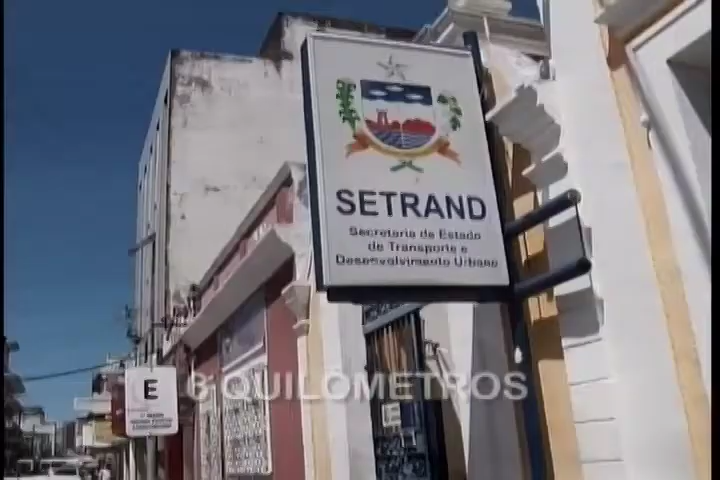 SETRAND
Secretaria de Estado
de Transporte e
Desenvolvimento Urbano
E
6 QUILÔMETROS